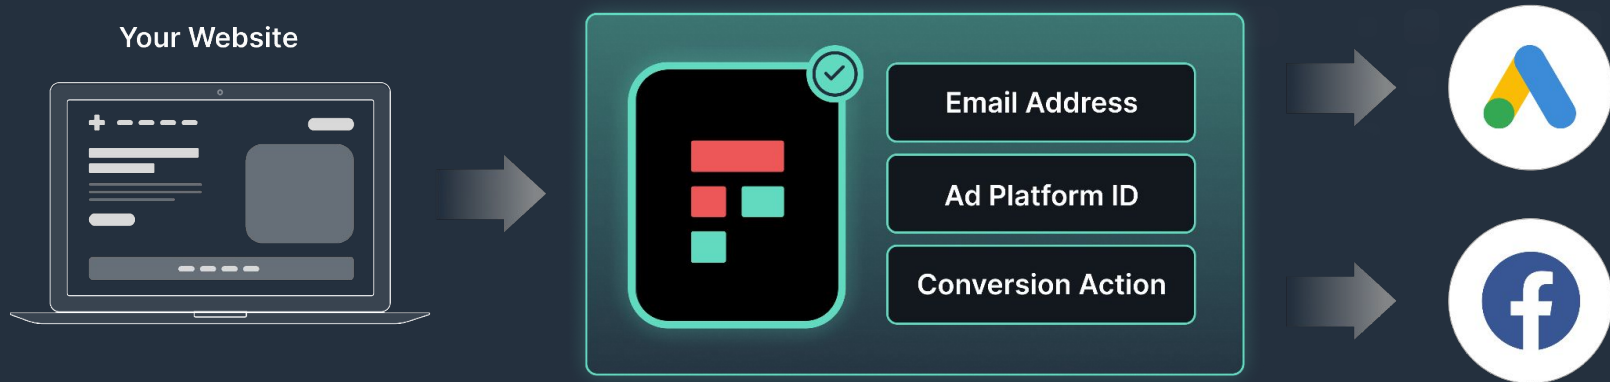 Your Website
Email Address
Ad Platform ID
Conversion Action